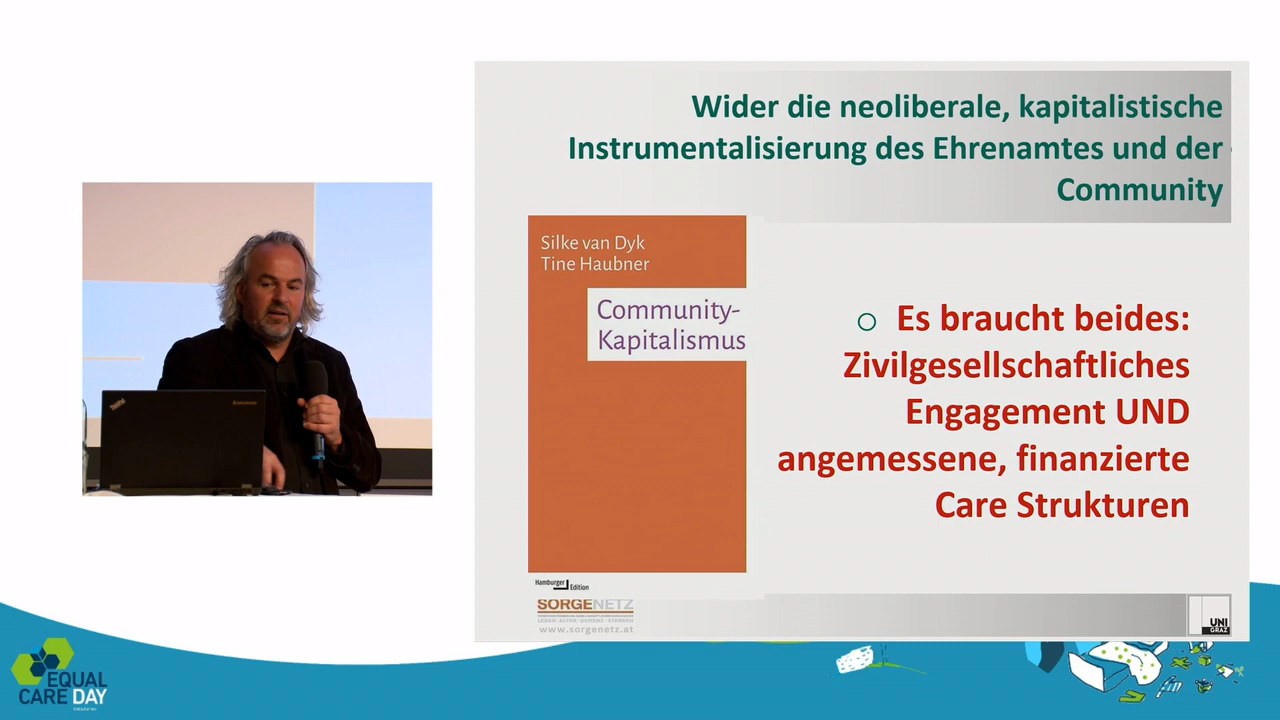 Wider die neoliberale, kapitalistische
Instrumentalisierung des Ehrenamtes und der
Community
Silke van Dyk
Tine Haubner
Community-
Kapitalismus
Es braucht beides:
Zivilgesellschaftliches
Engagement UND
angemessene, finanzierte
Care Strukturen
Hamburger Edition
SORGENETZ
www.sorgenetz.at
UNI
GRAZ
ThinkPad
EQUAL
CARE DAY